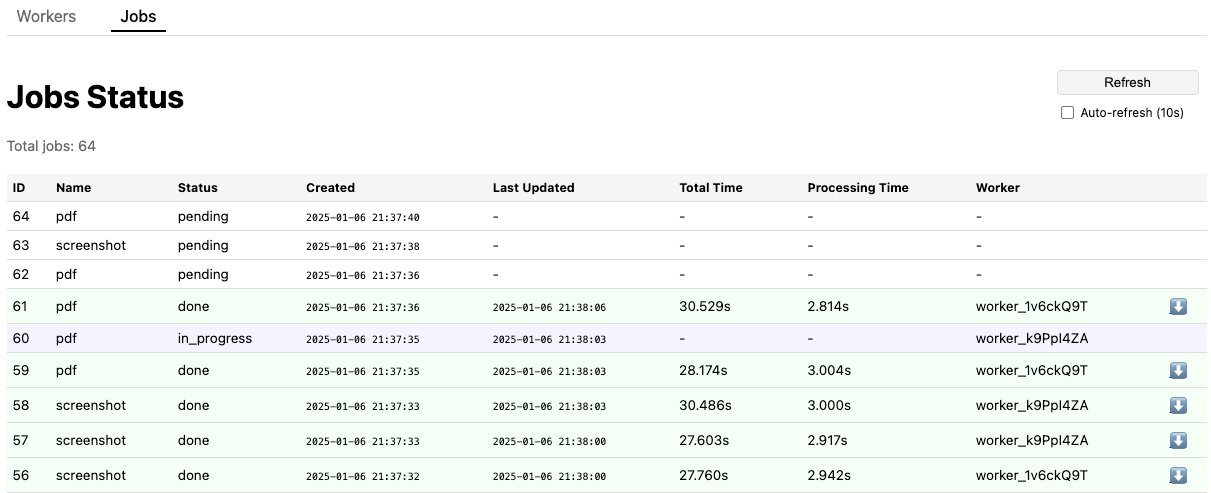 Workers Jobs
Jobs Status
Refresh
Auto-refresh (10s)
Total jobs: 64
ID Name Status Created Last Updated Total Time Processing Time Worker
64 pdf pending 2025-01-06 21:37:40 - - - -
63 screenshot pending 2025-01-06 21:37:38 - - - -
62 pdf pending 2025-01-06 21:37:36 - - - -
61 pdf done 2025-01-06 21:37:36 2025-01-06 21:38:06 30.529s 2.814s worker_1v6ckQ9T
60 pdf in_progress 2025-01-06 21:37:35 2025-01-06 21:38:03 - - worker_k9PpI4ZA
59 pdf done 2025-01-06 21:37:35 2025-01-06 21:38:03 28.174s 3.004s worker_1v6ckQ9T
58 screenshot done 2025-01-06 21:37:33 2025-01-06 21:38:03 30.486s 3.000s worker_k9PpI4ZA
57 screenshot done 2025-01-06 21:37:33 2025-01-06 21:38:00 27.603s 2.917s worker_k9PpI4ZA
56 screenshot done 2025-01-06 21:37:32 2025-01-06 21:38:00 27.760s 2.942s worker_1v6ckQ9T